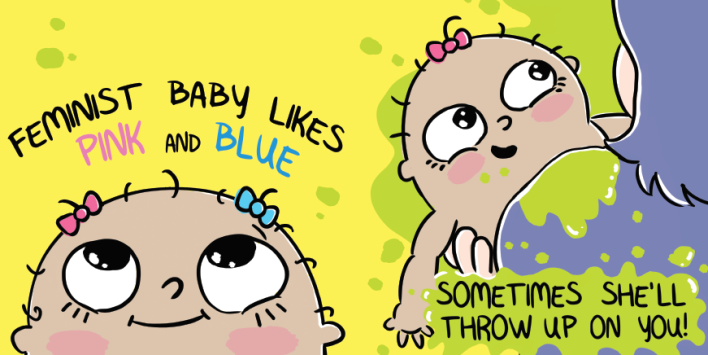 FEMINIST BABY LIKES
PINK AND BLUE
SOMETIMES SHE'LL
THROW UP ON YOU!